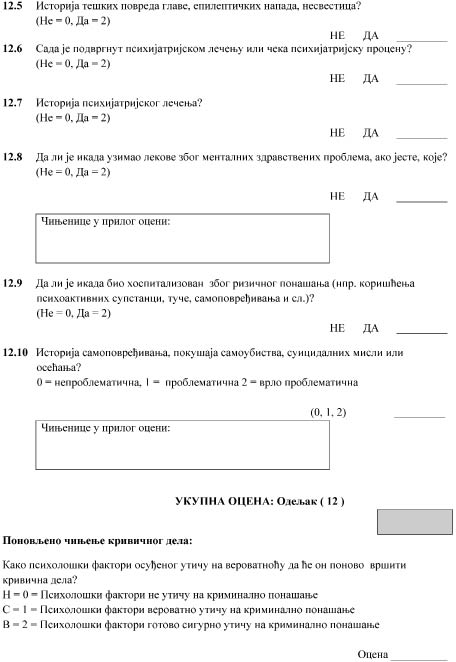 12.5 Историја тешких повреда главе, епилептичких напада, несвестица?
(Не = 0, Да = 2)
НЕ ДА ________
12.6 Сада је подвргнут психијатријском лечењу или чека психијатријску процену?
(Не = 0, Да = 2)
НЕ ДА ________
12.7 Историја психијатријског лечења?
(Не = 0, Да = 2)
НЕ ДА ________
12.8 Да ли је икада узимао лекове због менталних здравствених проблема, ако јесте, које?
(Не = 0, Да = 2)
НЕ ДА ________
Чињенице у прилог оцени:
12.9 Да ли је икада био хоспитализован због ризичног понашања (нпр. коришћења
психоактивних супстанци, туче, самоповређивања и сл.)?
(Не = 0, Да = 2)
НЕ ДА ________
12.10 Историја самоповређивања, покушаја самоубиства, суицидалних мисли или
осећања?
0 = непроблематична, 1 = проблематична 2 = врло проблематична
(0, 1, 2) ________
Чињенице у прилог оцени:
УКУПНА ОЦЕНА: Одељак ( 12 )
Поновљено чињење кривичног дела:
Како психолошки фактори осуђеног утичу на вероватноћу да ће он поново вршити
кривична дела?
Н = 0 = Психолошки фактори не утичу на криминално понашање
С = 1 = Психолошки фактори вероватно утичу на криминално понашање
В = 2 = Психолошки фактори готово сигурно утичу на криминално понашање
Оцена __________